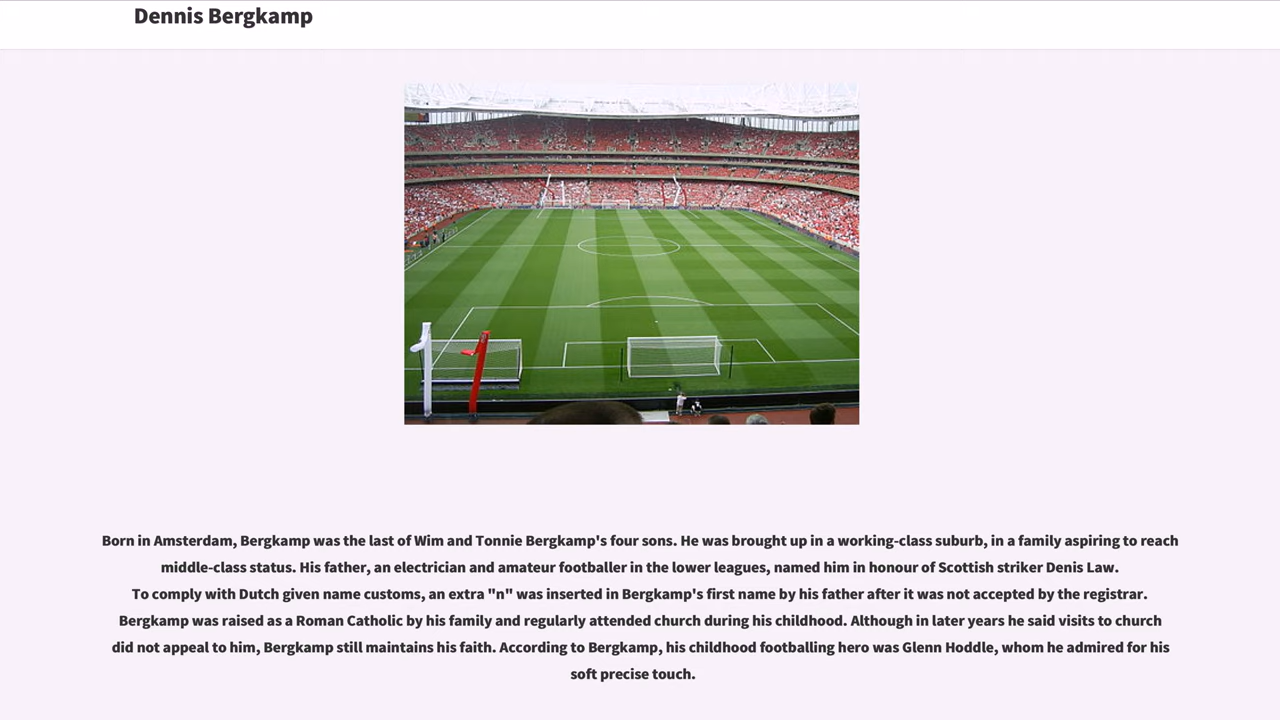 Dennis Bergkamp
Born in Amsterdam, Bergkamp was the last of Wim and Tonnie Bergkamp's four sons. He was brought up in a working-class suburb, in a family aspiring to reach
middle-class status. His father, an electrician and amateur footballer in the lower leagues, named him in honour of Scottish striker Denis Law.
To comply with Dutch given name customs, an extra "n" was inserted in Bergkamp's first name by his father after it was not accepted by the registrar.
Bergkamp was raised as a Roman Catholic by his family and regularly attended church during his childhood. Although in later years he said visits to church
did not appeal to him, Bergkamp still maintains his faith. According to Bergkamp, his childhood footballing hero was Glenn Hoddle, whom he admired for his
soft precise touch.